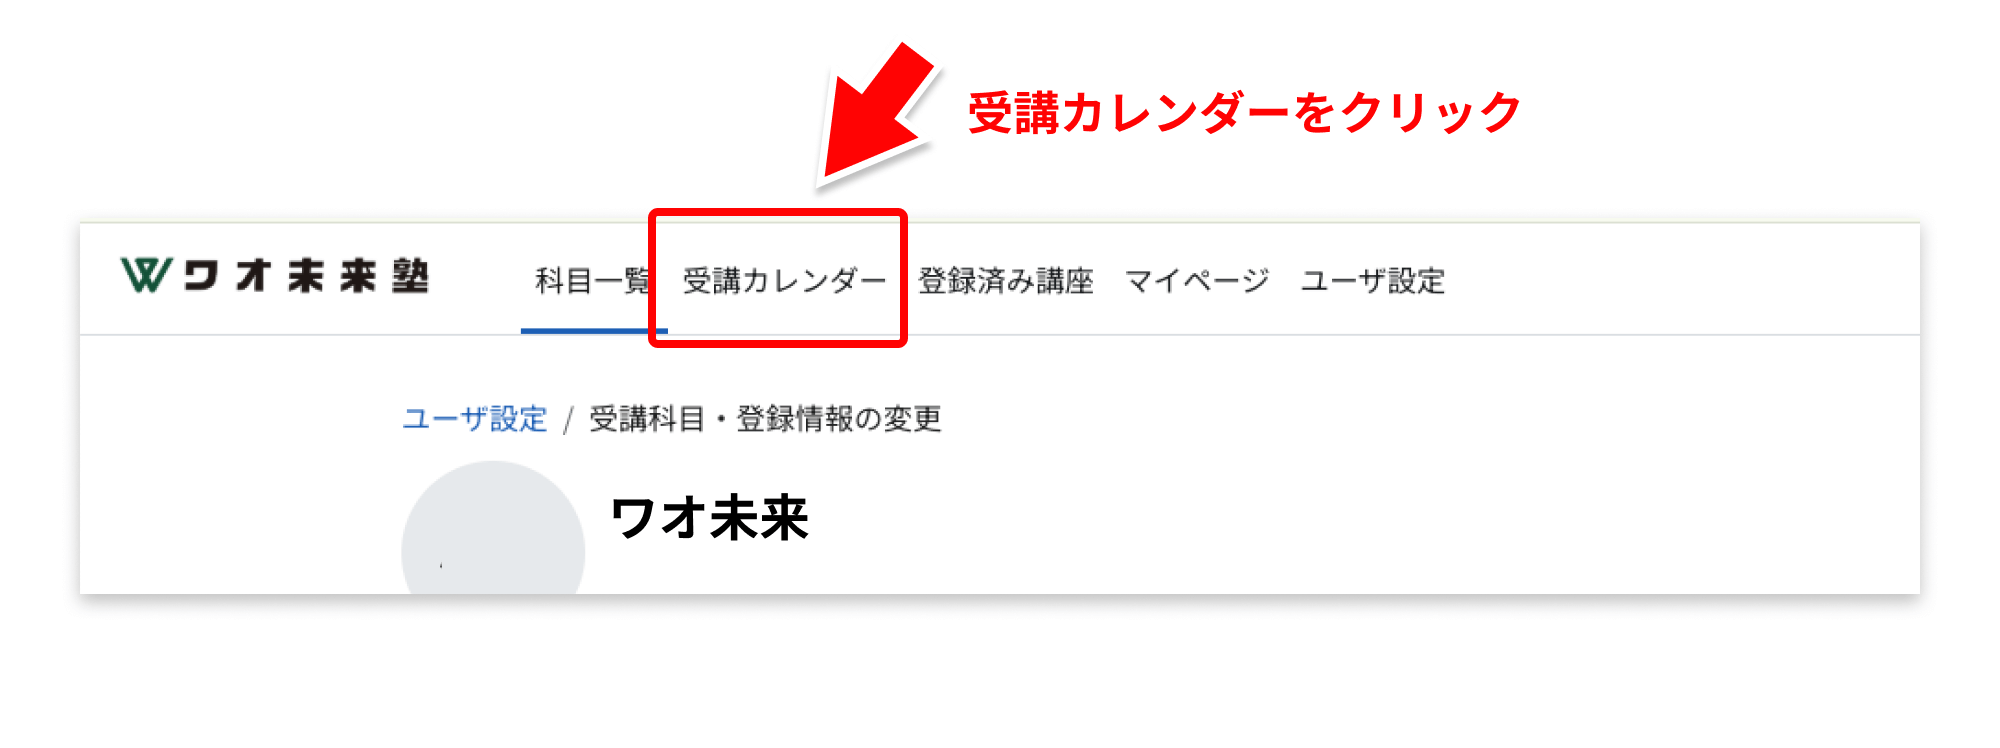 受講カレンダーをクリック
W ワオ未来塾 科目一覧 受講カレンダー 登録済み講座 マイページ ユーザ設定
ユーザ設定 / 受講科目・登録情報の変更
ワオ未来